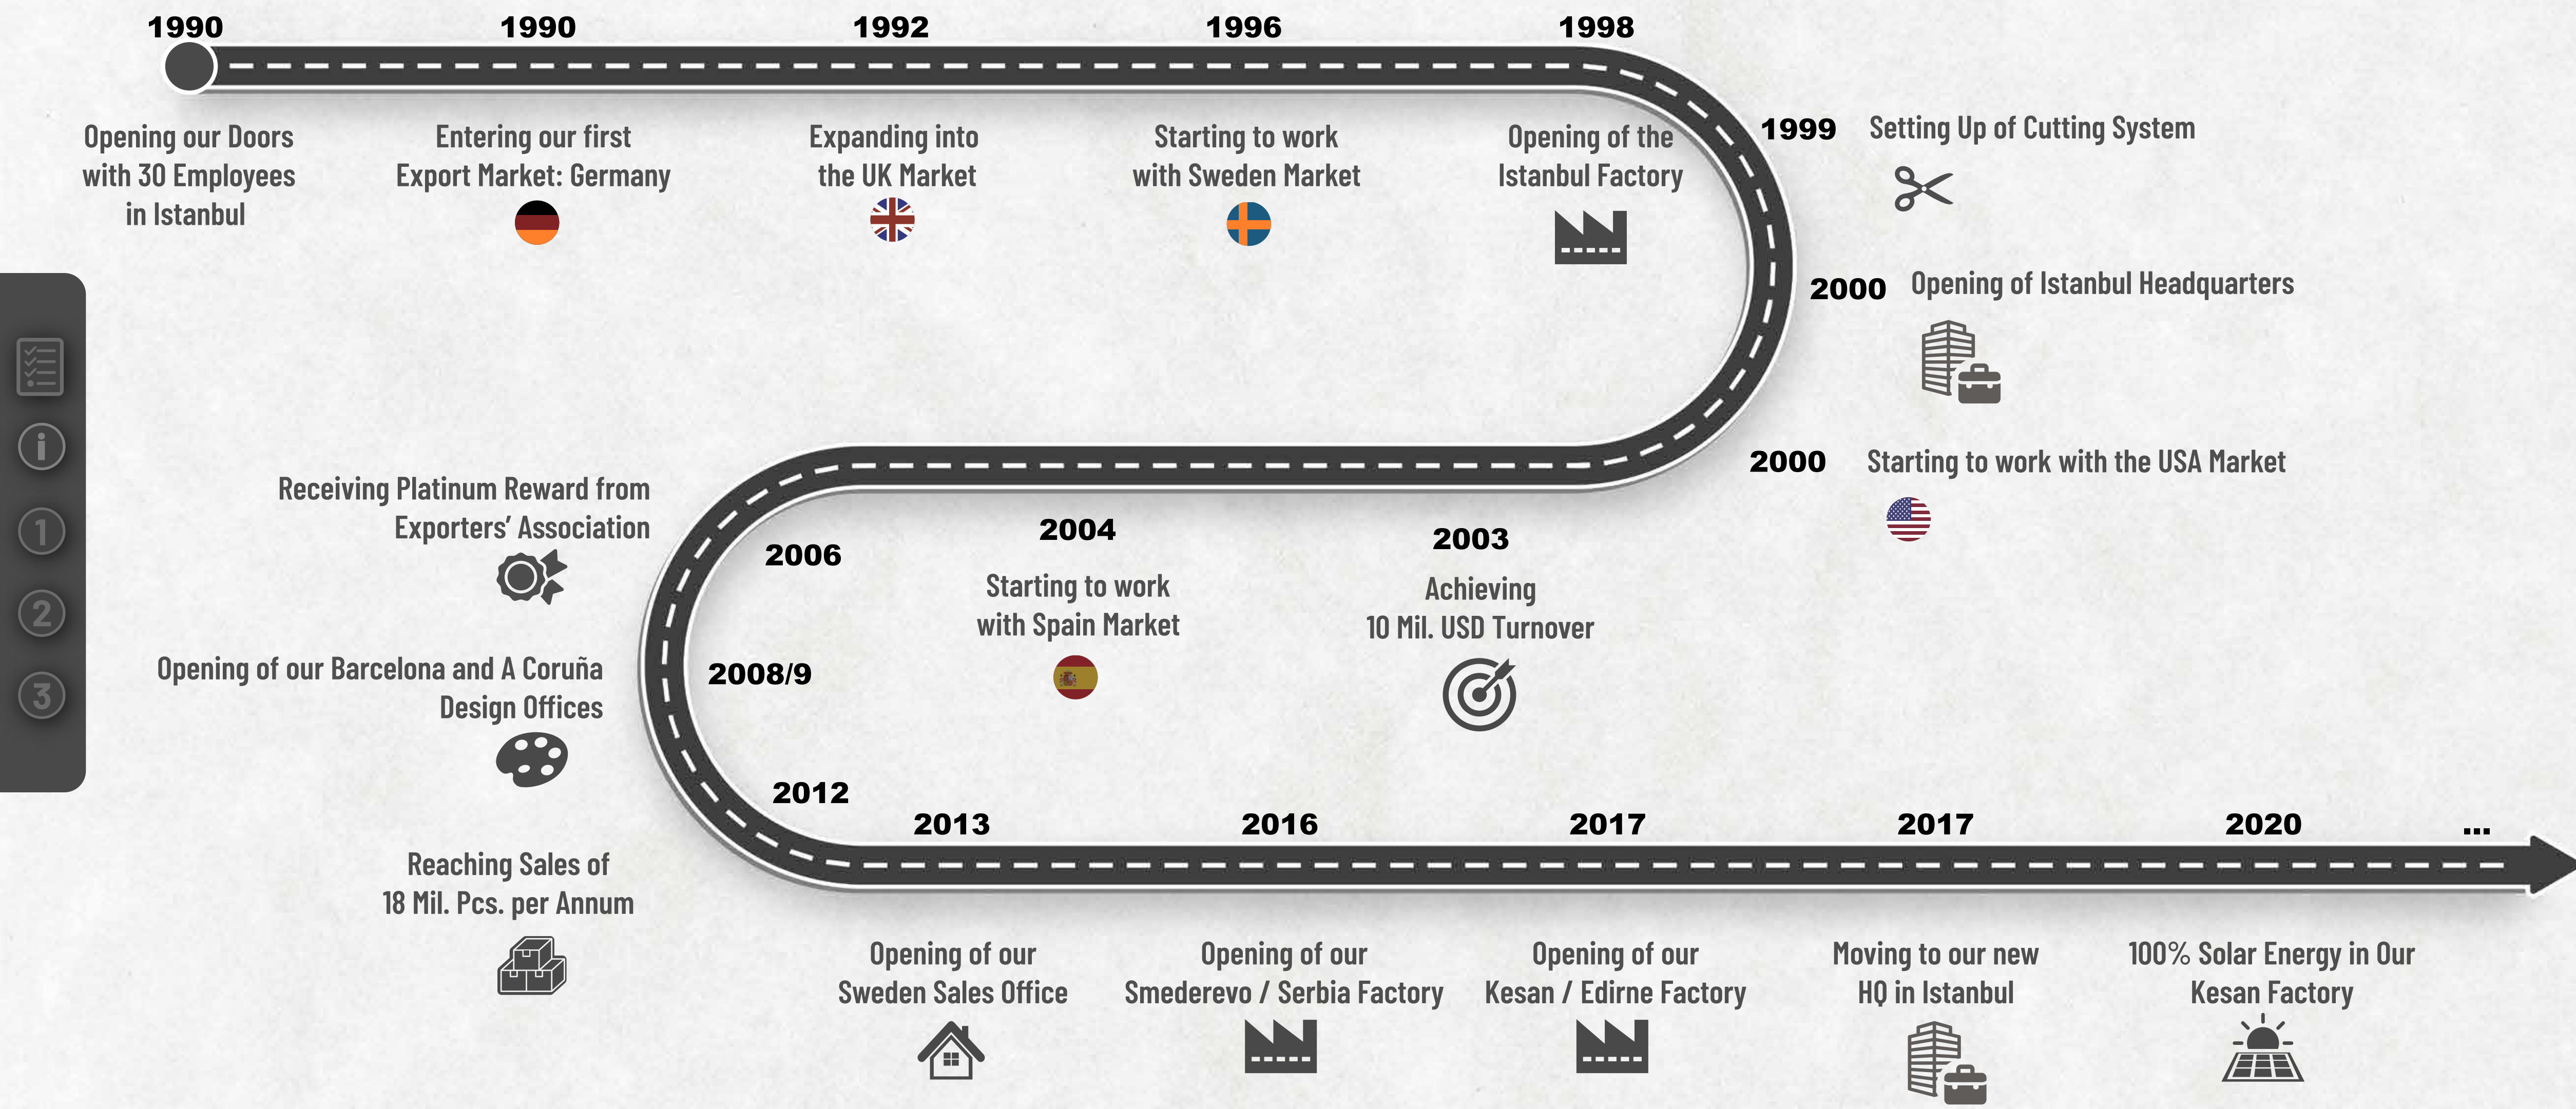 1990
Opening our Doors
with 30 Employees
in Istanbul
1990
Entering our first
Export Market: Germany
1992
Expanding into
the UK Market
1996
Starting to work
with Sweden Market
1998
Opening of the
Istanbul Factory
1999
Setting Up of Cutting System
2000
Opening of Istanbul Headquarters
2000
Starting to work with the USA Market
2003
Achieving
10 Mil. USD Turnover
2004
Starting to work
with Spain Market
2006
Receiving Platinum Reward from
Exporters’ Association
2008/9
Opening of our Barcelona and A Coruña
Design Offices
2012
Reaching Sales of
18 Mil. Pcs. per Annum
2013
Opening of our
Sweden Sales Office
2016
Opening of our
Smederevo / Serbia Factory
2017
Opening of our
Kesan / Edirne Factory
2017
Moving to our new
HQ in Istanbul
2020
100% Solar Energy in Our
Kesan Factory
...
i
1
2
3